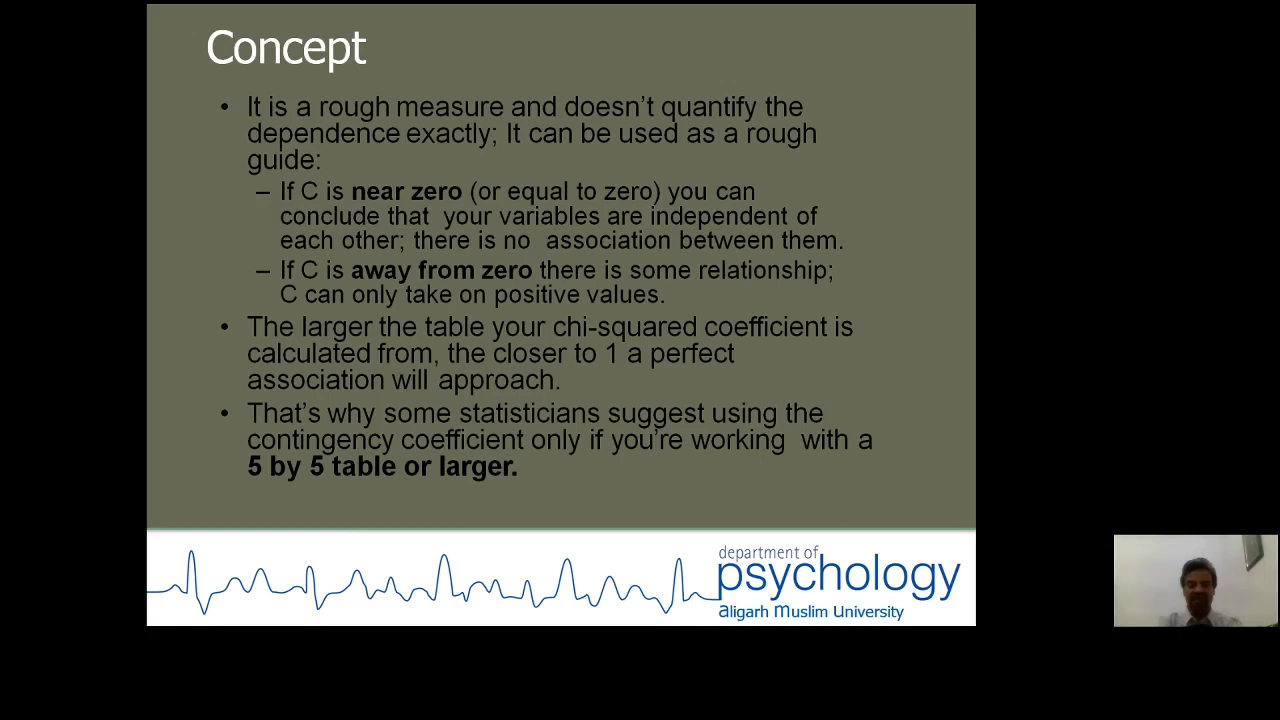 Concept
• It is a rough measure and doesn't quantify the
dependence exactly; It can be used as a rough
guide:
– If C is near zero (or equal to zero) you can
conclude that your variables are independent of
each other; there is no association between them.
– If C is away from zero there is some relationship;
C can only take on positive values.
• The larger the table your chi-squared coefficient is
calculated from, the closer to 1 a perfect
association will approach.
• That's why some statisticians suggest using the
contingency coefficient only if you're working with a
5 by 5 table or larger.
department of
psychology
Aligarh Muslim University